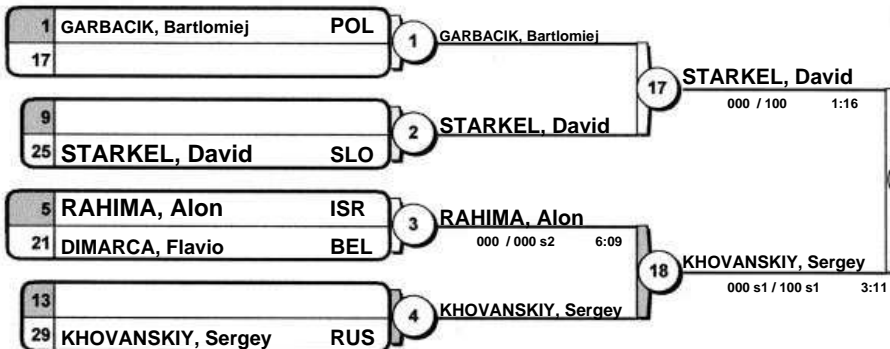 1 GARBACIK, Bartlomiej POL
17
1
GARBACIK, Bartlomiej
17
STARKEL, David
000 / 100 1:16
9
25 STARKEL, David SLO
2
STARKEL, David
5 RAHIMA, Alon ISR
21 DIMARCA, Flavio BEL
3
RAHIMA, Alon
000 / 000 s2 6:09
18
KHOVANSKIY, Sergey
000 s1 / 100 s1 3:11
13
29 KHOVANSKIY, Sergey RUS
4
KHOVANSKIY, Sergey